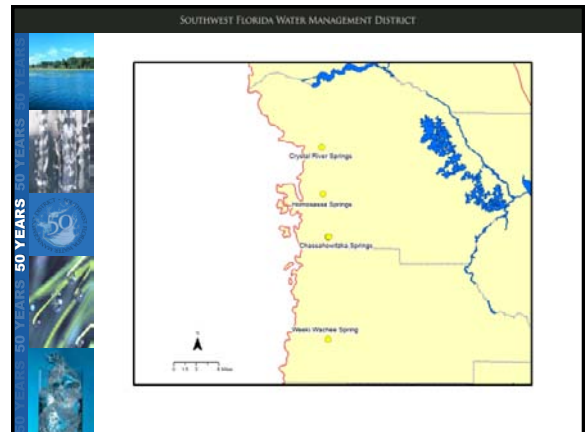 SOUTHWEST FLORIDA WATER MANAGEMENT DISTRICT
50 YEARS 50 YEARS 50 YEARS 50 YEARS 50 YEARS
50
Crystal River Springs
Homosassa Springs
Chassahowitzka Springs
Weeki Wachee Spring
N